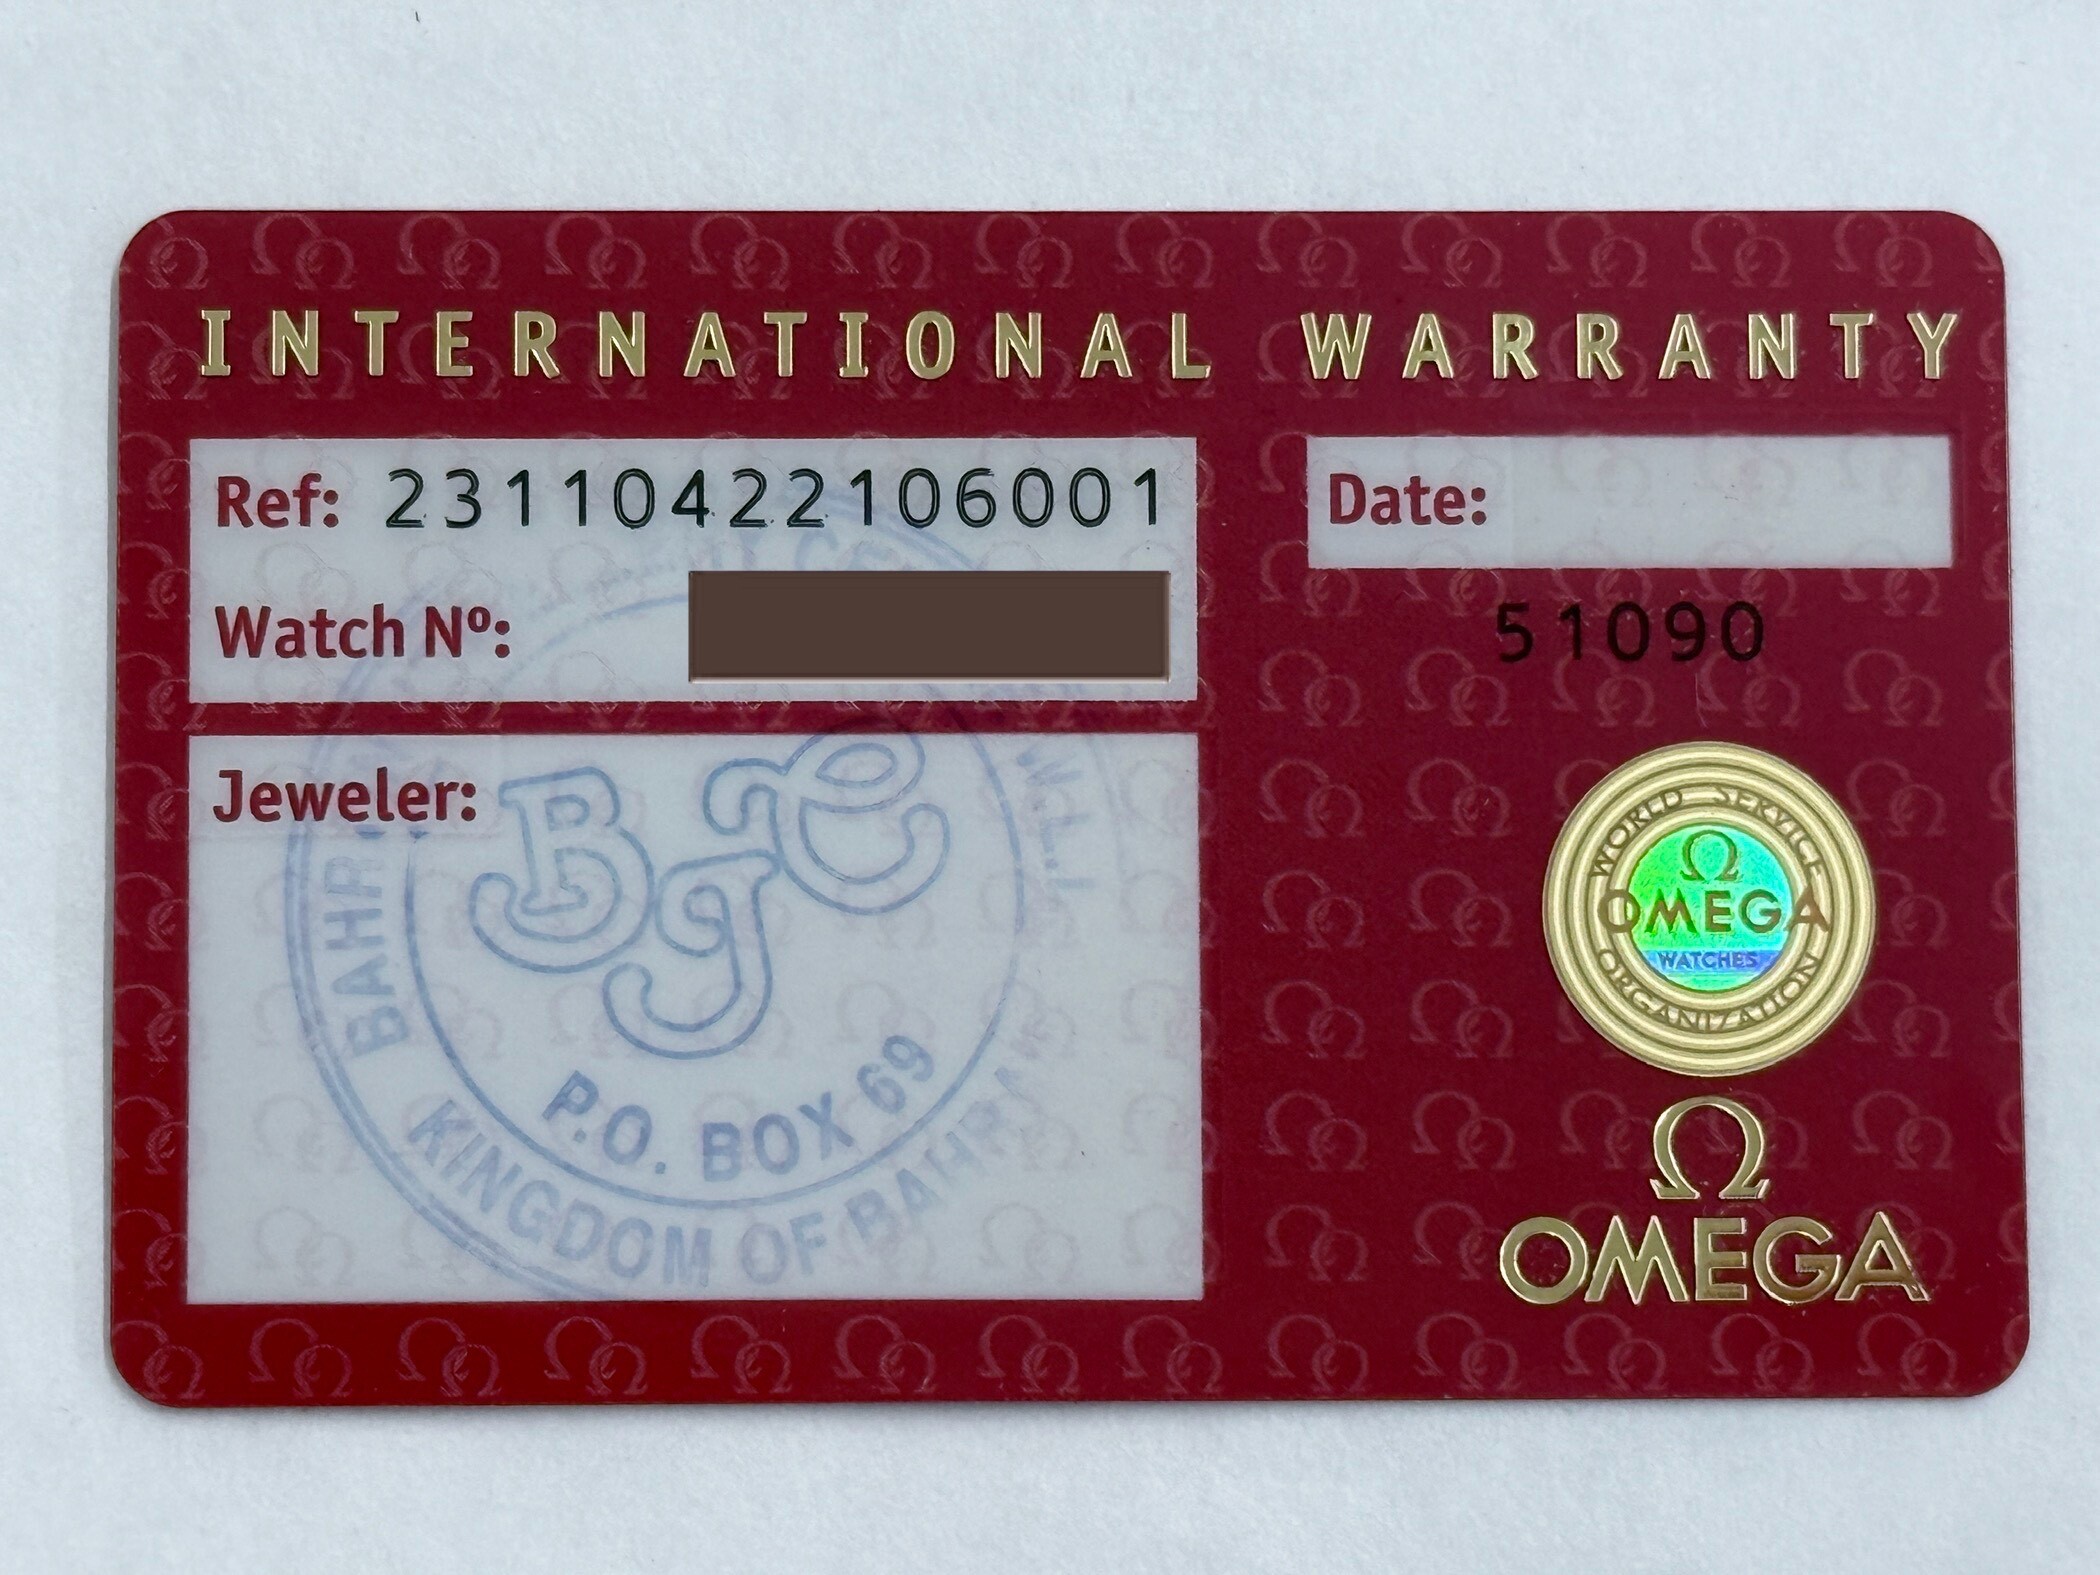 INTERNATIONAL WARRANTY
Ref: 23110422106001
Date:
Watch Nº:
51090
Jeweler:
BJC
P.O. BOX 69
KINGDOM OF BAHRAIN
W.L.L.
WORLD SERVICE
Ω
OMEGA
WATCHES
ORGANIZATION
Ω
OMEGA